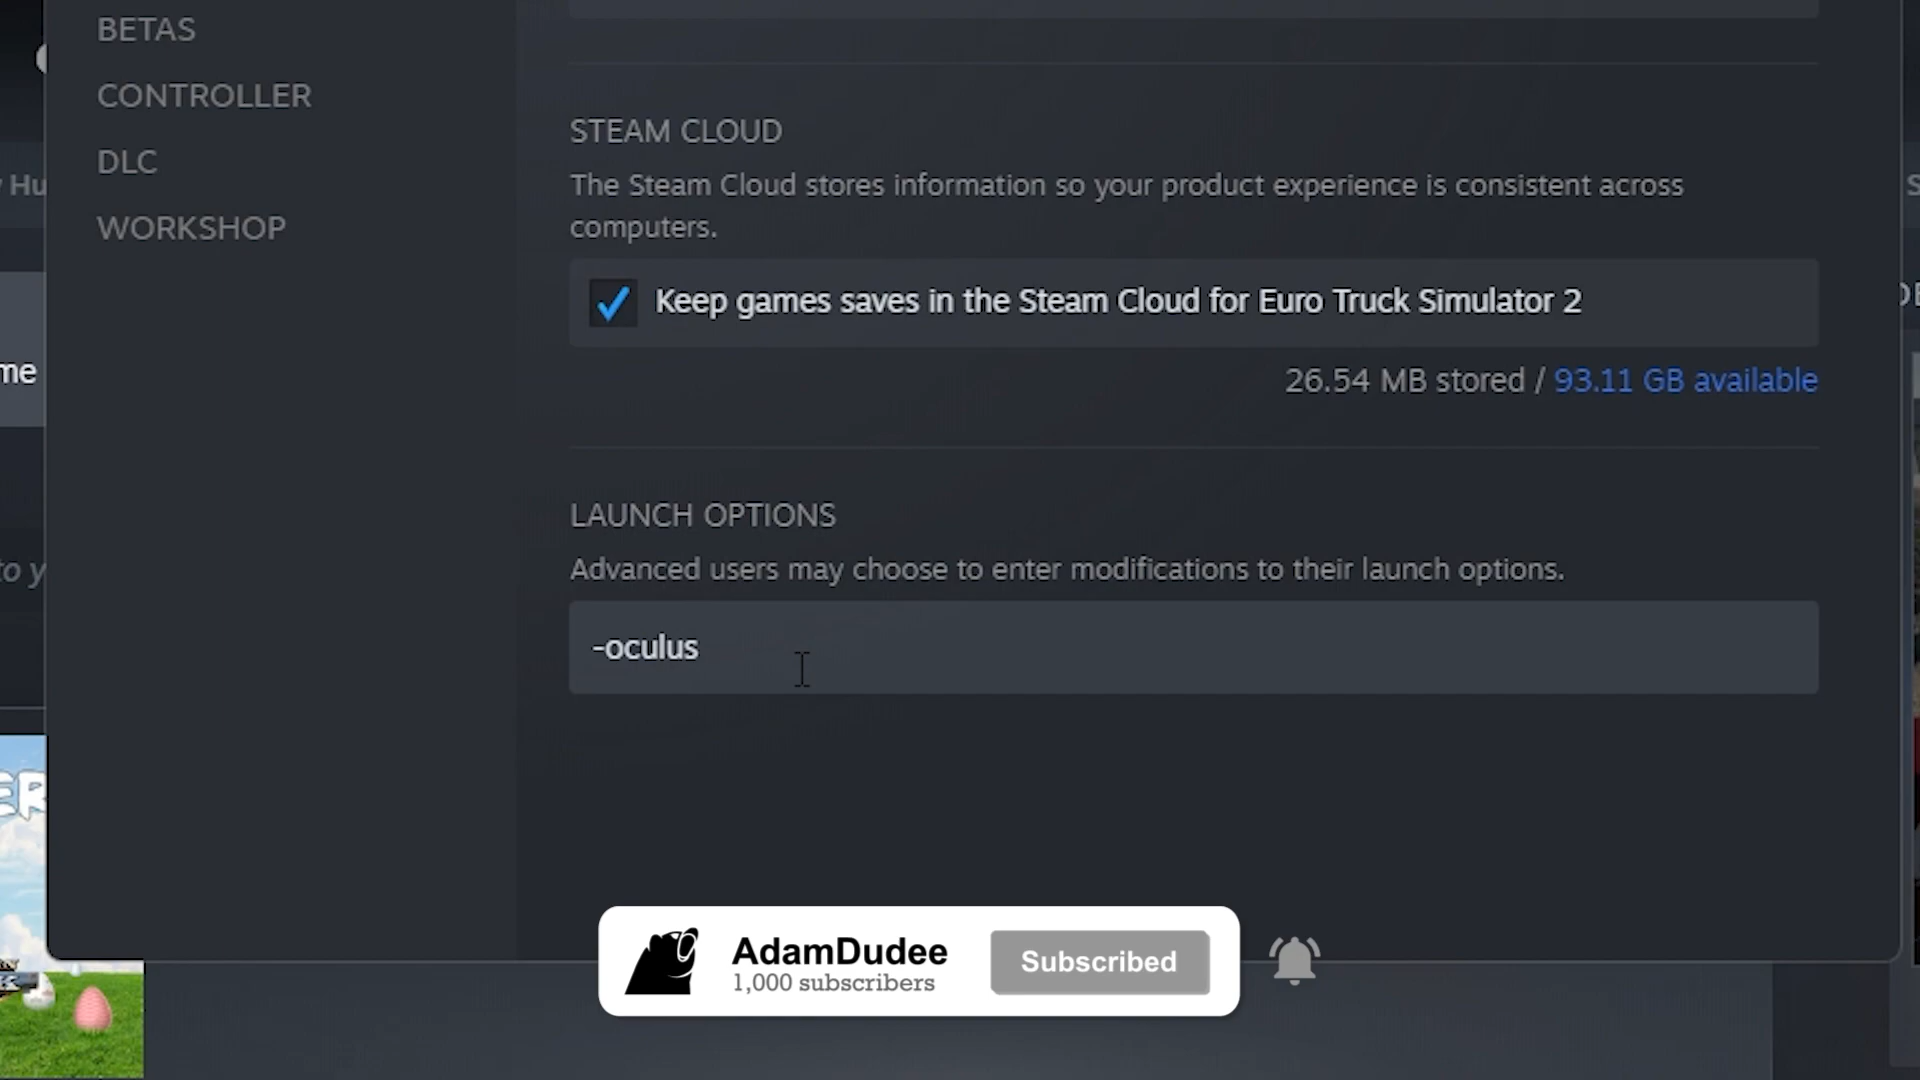 BETAS
CONTROLLER
DLC
WORKSHOP
Hu
me
to y
ER
STEAM CLOUD
The Steam Cloud stores information so your product experience is consistent across
computers.
Keep games saves in the Steam Cloud for Euro Truck Simulator 2
26.54 MB stored / 93.11 GB available
LAUNCH OPTIONS
Advanced users may choose to enter modifications to their launch options.
-oculus
AdamDudee
1,000 subscribers
Subscribed